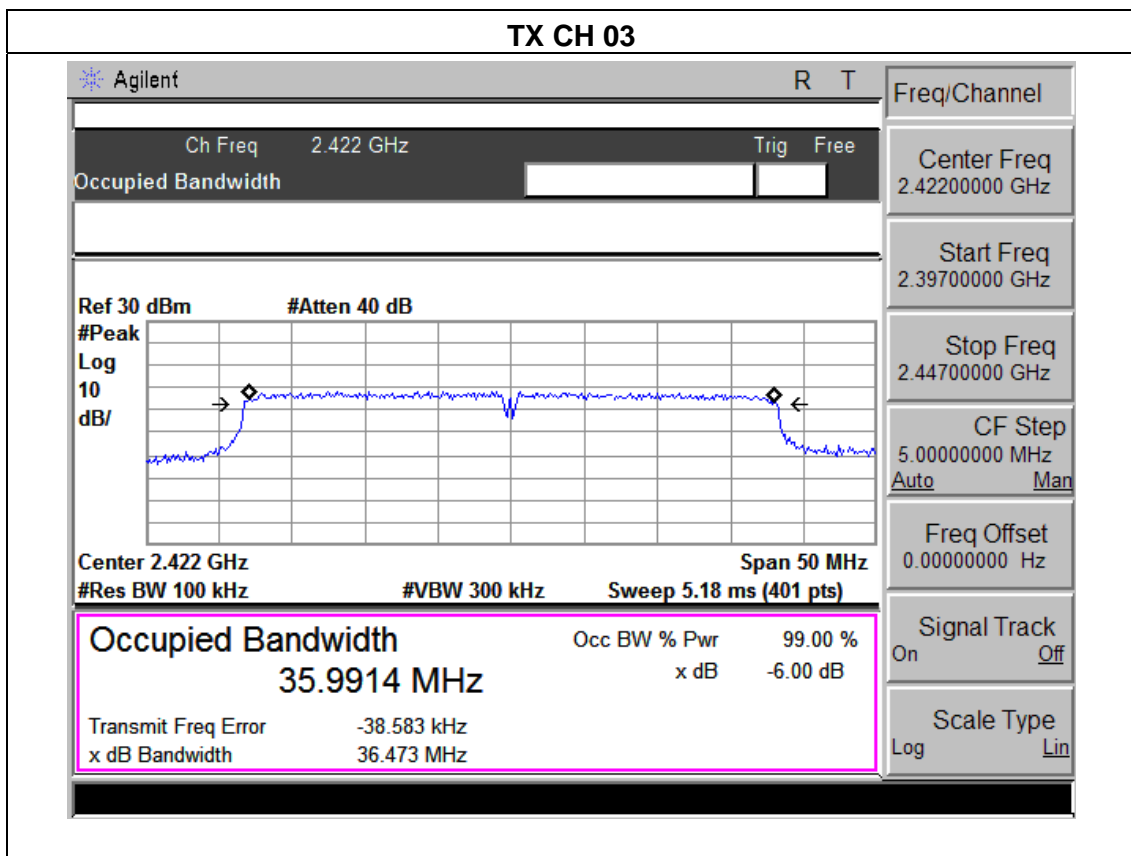 TX CH 03
Agilent R T
Ch Freq 2.422 GHz Trig Free
Occupied Bandwidth
Ref 30 dBm #Atten 40 dB
#Peak
Log
10
dB/
Center 2.422 GHz Span 50 MHz
#Res BW 100 kHz #VBW 300 kHz Sweep 5.18 ms (401 pts)
Occupied Bandwidth Occ BW % Pwr 99.00 %
35.9914 MHz x dB -6.00 dB
Transmit Freq Error -38.583 kHz
x dB Bandwidth 36.473 MHz
Freq/Channel
Center Freq
2.42200000 GHz
Start Freq
2.39700000 GHz
Stop Freq
2.44700000 GHz
CF Step
5.00000000 MHz
Auto Man
Freq Offset
0.00000000 Hz
Signal Track
On Off
Scale Type
Log Lin